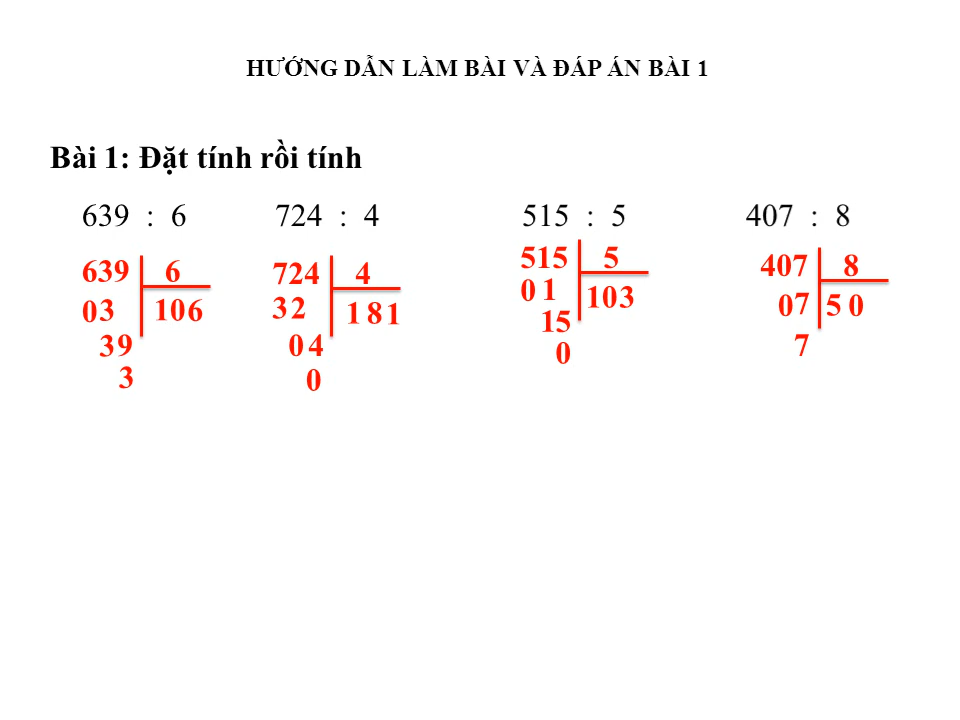 HƯỚNG DẪN LÀM BÀI VÀ ĐÁP ÁN BÀI 1
Bài 1: Đặt tính rồi tính
639 : 6 724 : 4 515 : 5 407 : 8
639 6 724 4 515 5 407 8
03 106 32 181 01 103 07 50
39 04 15 7
3 0 0